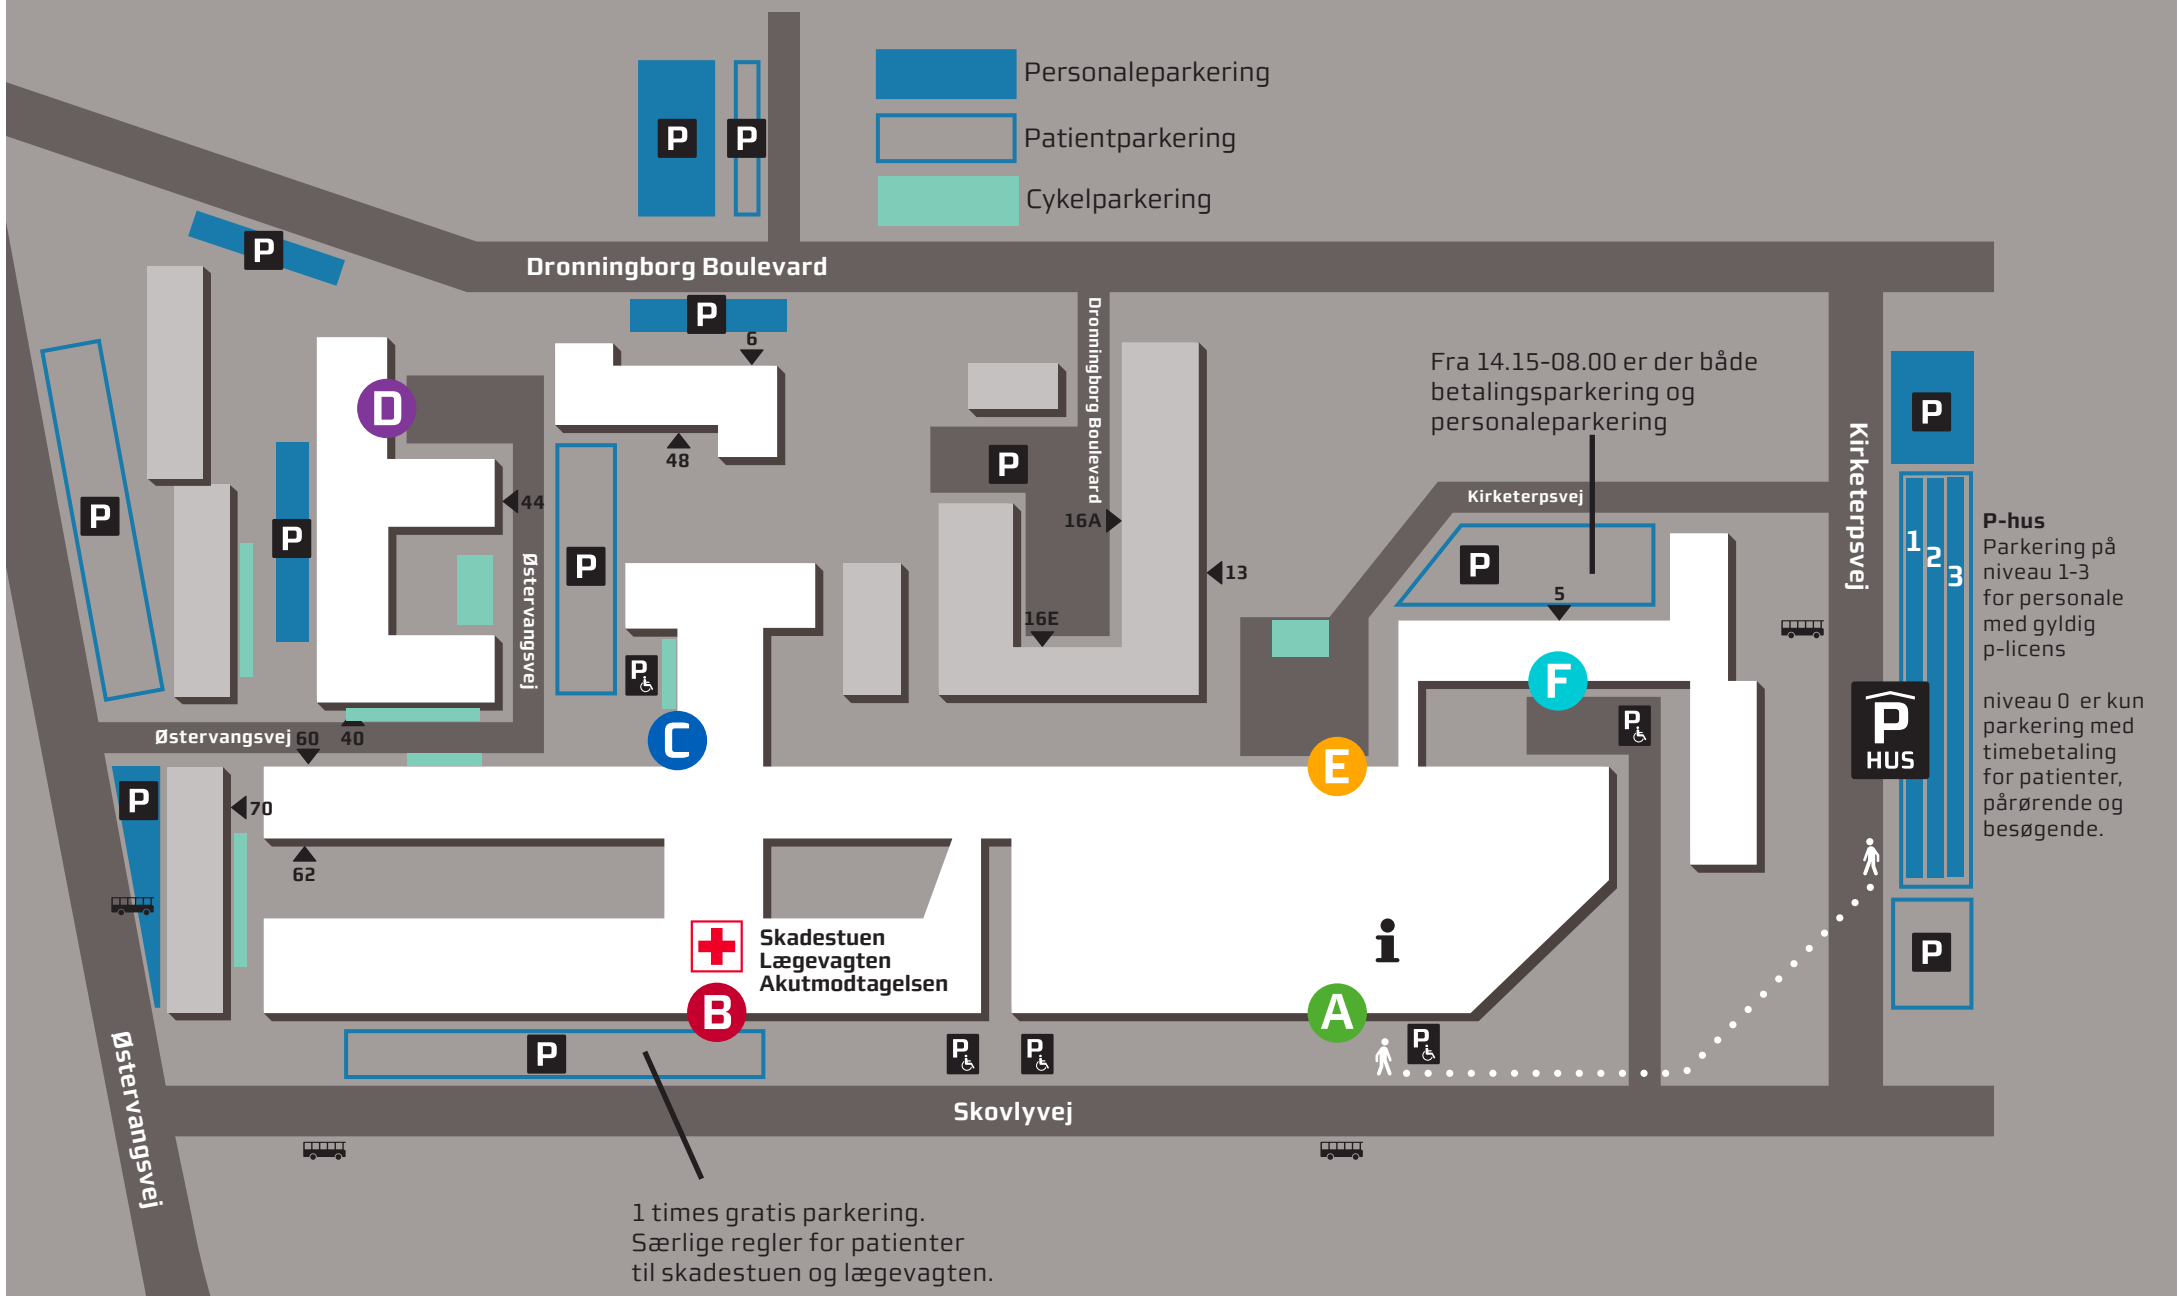 Personaleparkering
Patientparkering
Cykelparkering
P
P
P
Dronningborg Boulevard
P
6
Dronningborg Boulevard
Fra 14.15-08.00 er der både
betalingsparkering og
personaleparkering
Kirketerpsvej
P
D
48
P
44
Kirketerpsvej
P
P
16A
P
P
P
13
5
1
2
3
P-hus
Parkering på
niveau 1-3
for personale
med gyldig
p-licens
niveau 0 er kun
parkering med
timebetaling
for patienter,
pårørende og
besøgende.
Østervangsvej
16E
P
F
P
P
HUS
Østervangsvej
60
40
C
E
P
70
62
Skadestuen
Lægevagten
Akutmodtagelsen
i
P
B
A
P
P
P
P
Østervangsvej
Skovlyvej
1 times gratis parkering.
Særlige regler for patienter
til skadestuen og lægevagten.